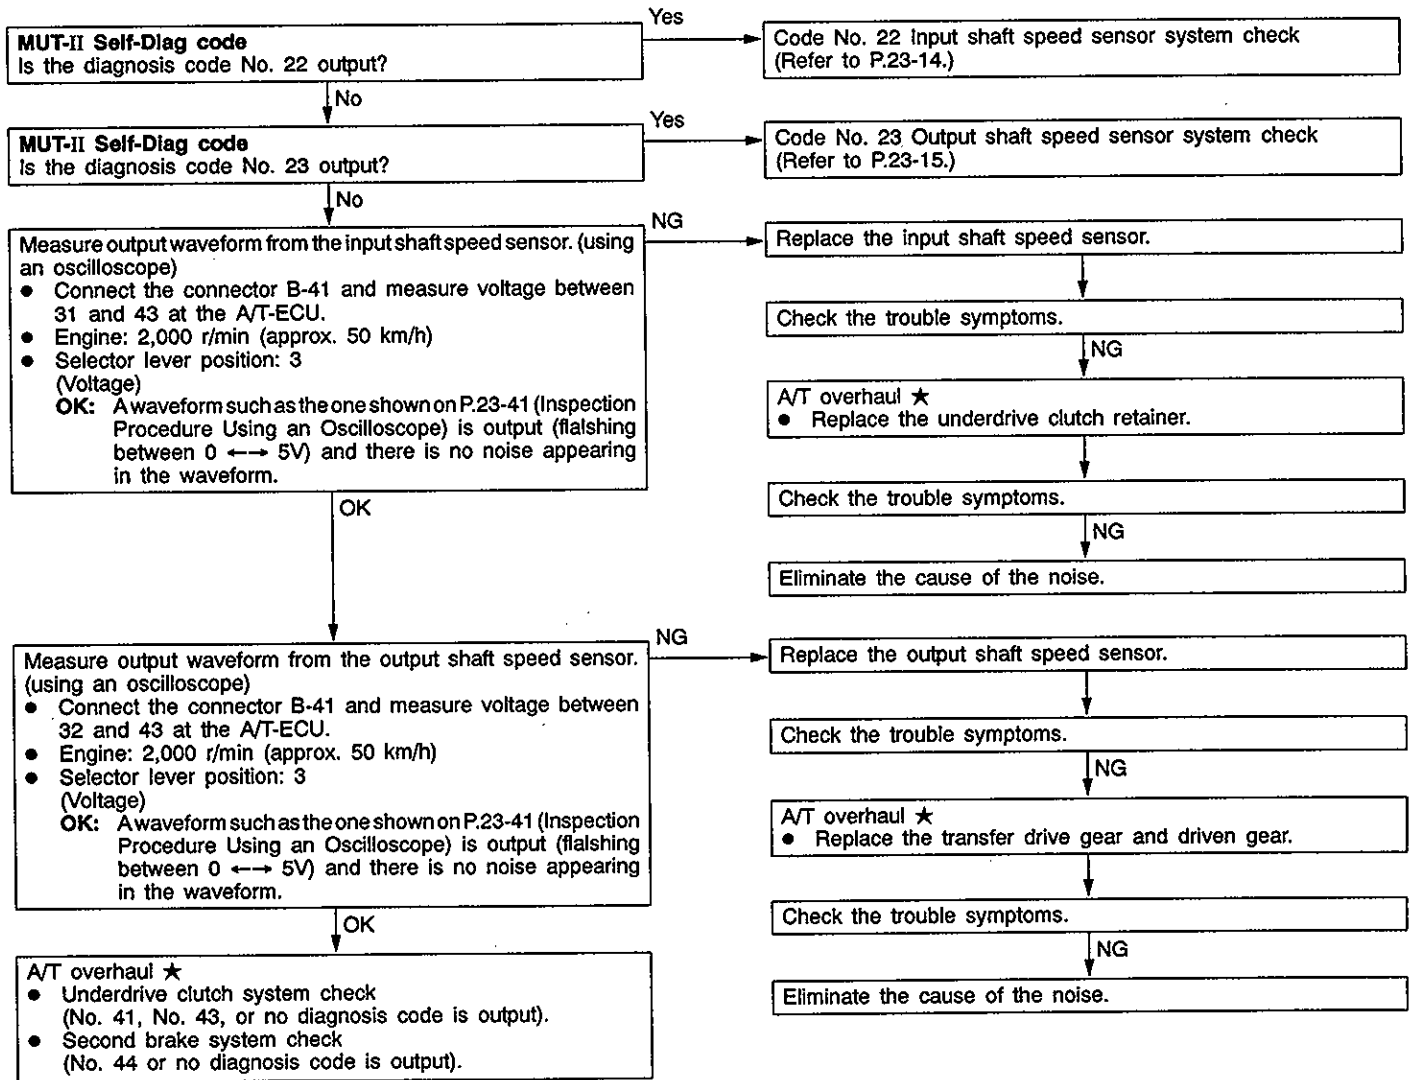 Yes
MUT-II Self-Diag code
Is the diagnosis code No. 22 output?
Code No. 22 Input shaft speed sensor system check
(Refer to P.23-14.)
No
Yes
MUT-II Self-Diag code
Is the diagnosis code No. 23 output?
Code No. 23 Output shaft speed sensor system check
(Refer to P.23-15.)
No
NG
Measure output waveform from the input shaft speed sensor. (using
an oscilloscope)
● Connect the connector B-41 and measure voltage between
31 and 43 at the A/T-ECU.
● Engine: 2,000 r/min (approx. 50 km/h)
● Selector lever position: 3
(Voltage)
OK: A waveform such as the one shown on P.23-41 (Inspection
Procedure Using an Oscilloscope) is output (flalshing
between 0 ←→ 5V) and there is no noise appearing
in the waveform.
Replace the input shaft speed sensor.
Check the trouble symptoms.
NG
A/T overhaul ★
● Replace the underdrive clutch retainer.
Check the trouble symptoms.
NG
Eliminate the cause of the noise.
OK
NG
Measure output waveform from the output shaft speed sensor.
(using an oscilloscope)
● Connect the connector B-41 and measure voltage between
32 and 43 at the A/T-ECU.
● Engine: 2,000 r/min (approx. 50 km/h)
● Selector lever position: 3
(Voltage)
OK: A waveform such as the one shown on P.23-41 (Inspection
Procedure Using an Oscilloscope) is output (flalshing
between 0 ←→ 5V) and there is no noise appearing
in the waveform.
Replace the output shaft speed sensor.
Check the trouble symptoms.
NG
A/T overhaul ★
● Replace the transfer drive gear and driven gear.
Check the trouble symptoms.
NG
Eliminate the cause of the noise.
OK
A/T overhaul ★
● Underdrive clutch system check
(No. 41, No. 43, or no diagnosis code is output).
● Second brake system check
(No. 44 or no diagnosis code is output).